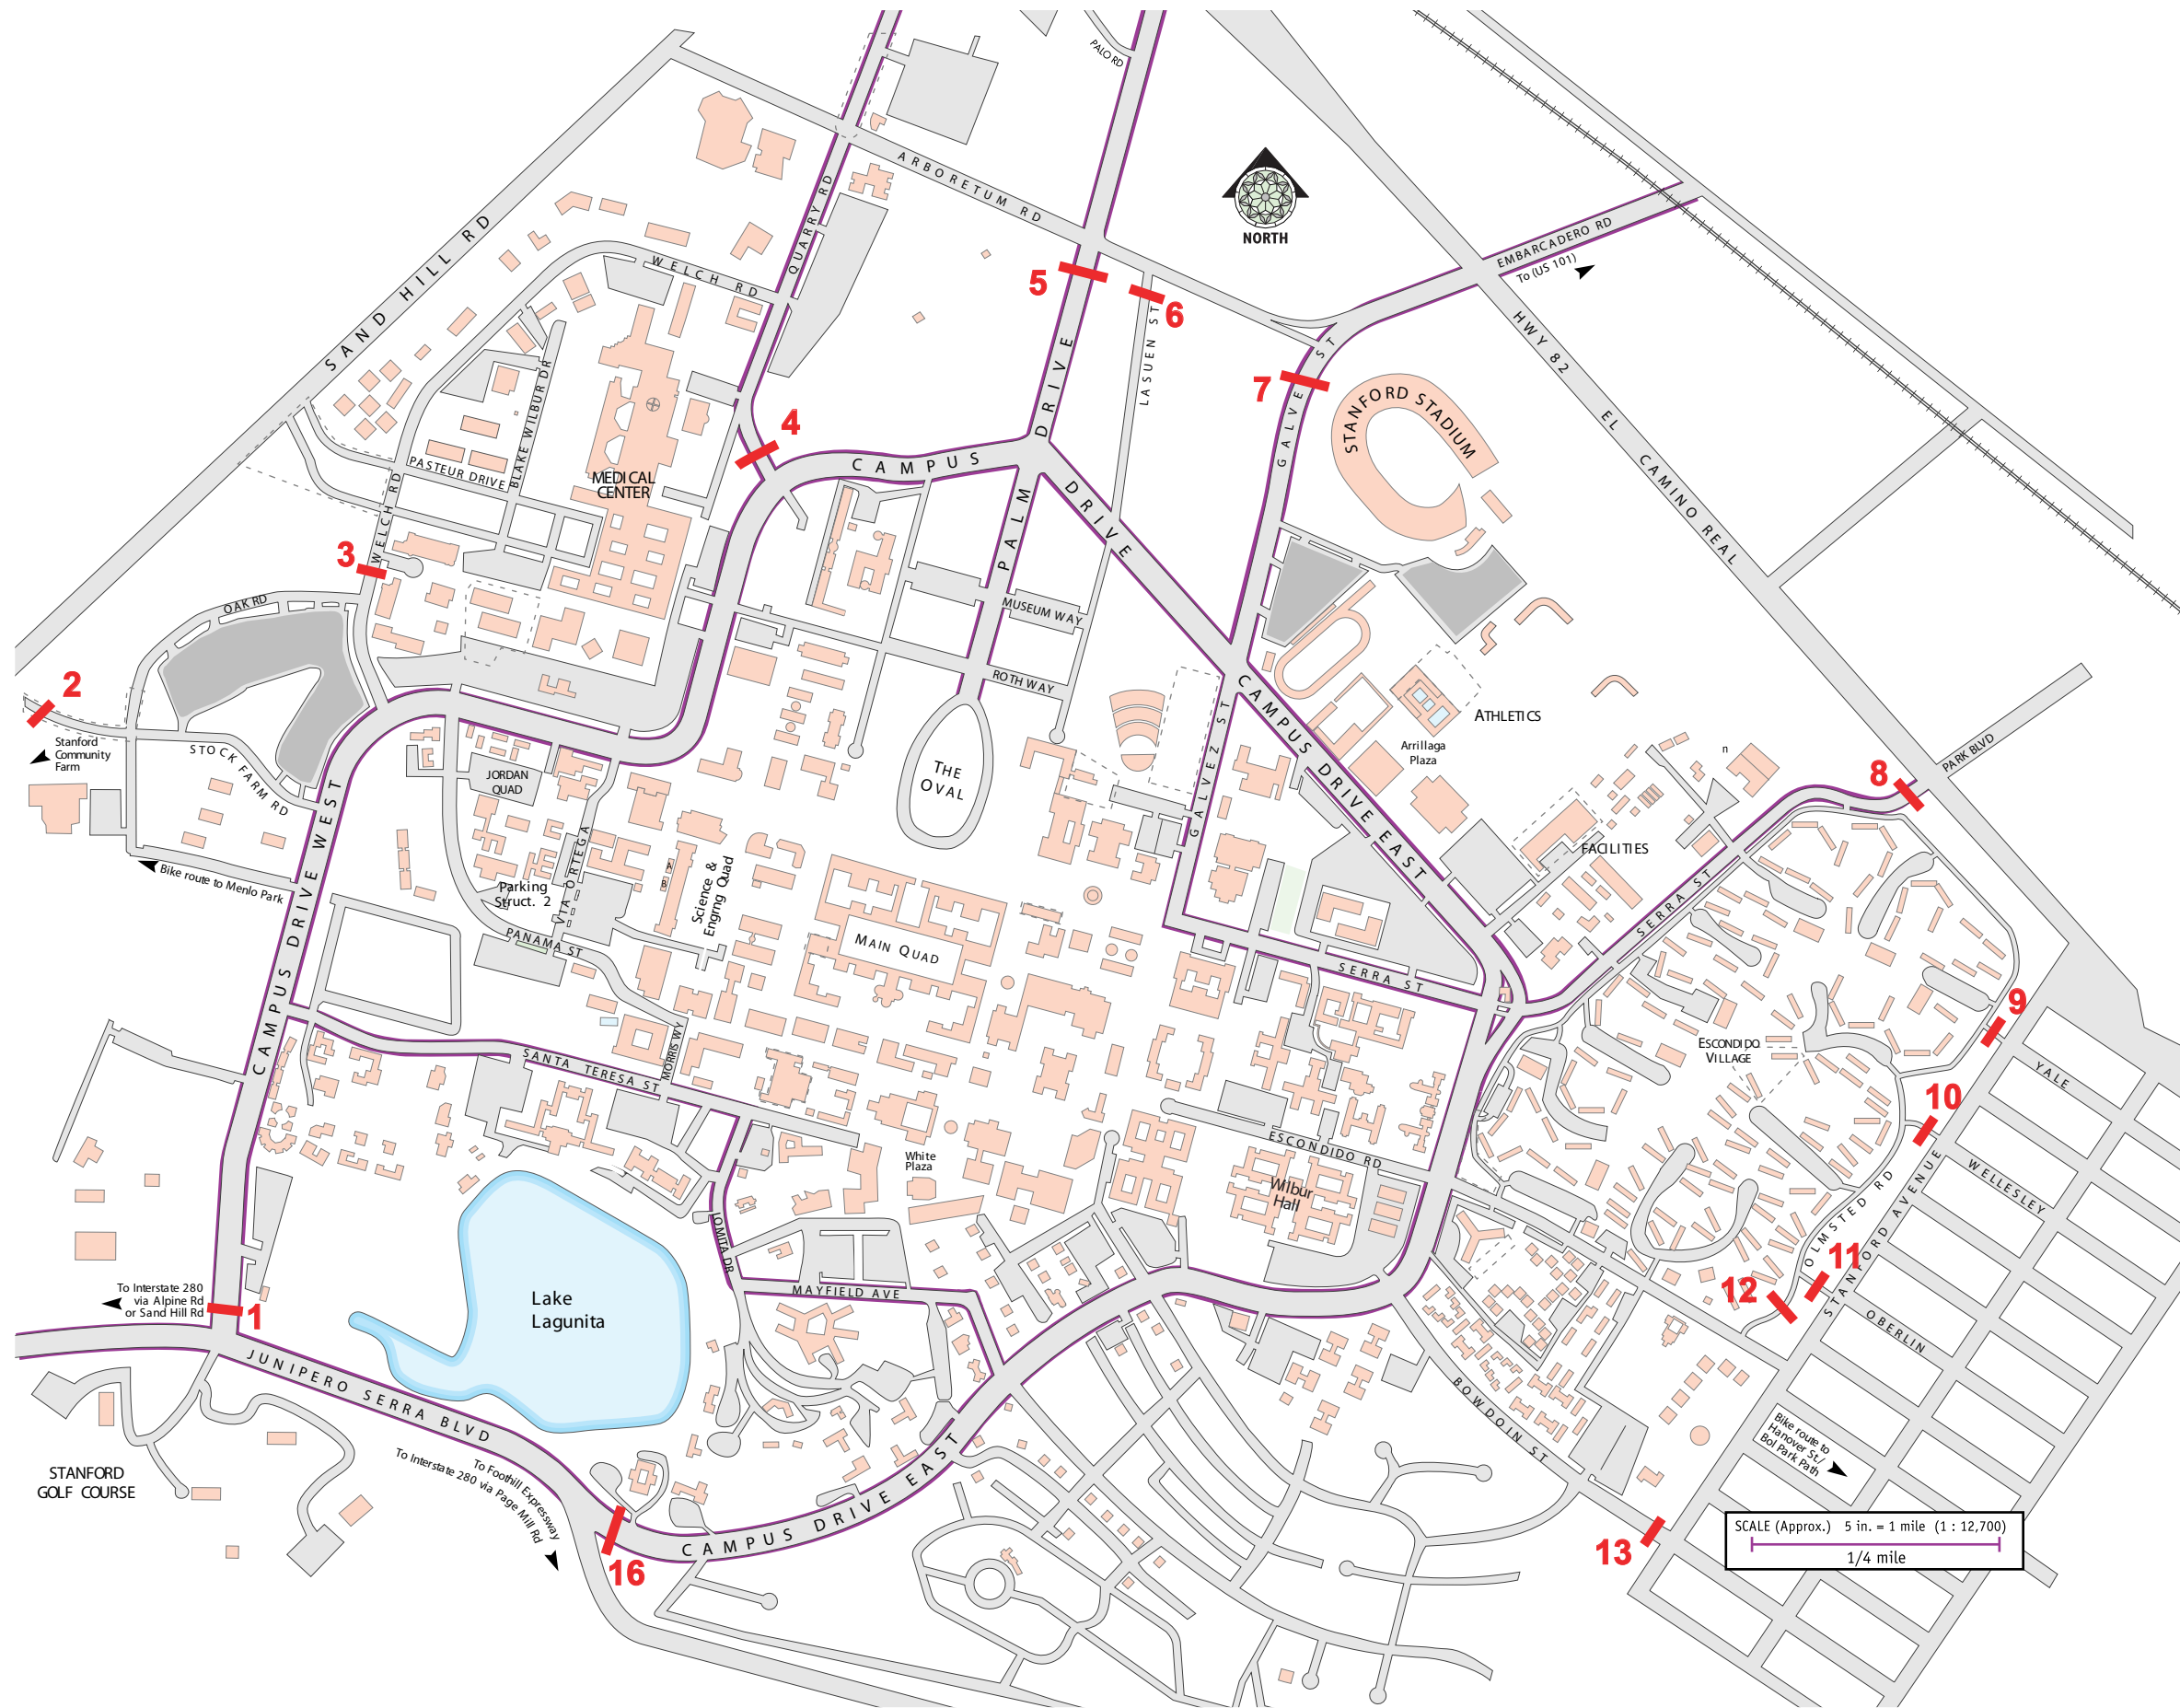 PALO RD
ARBORETUM RD
QUARRY RD
SAND HILL RD
WELCH RD
NORTH
EMBARCADERO RD
To (US 101)
5
6
LASUEN ST
7
GALVEZ ST
STANFORD STADIUM
HWY 82
EL CAMINO REAL
BLAKE WILBUR DR
PASTEUR DRIVE
MEDICAL
CENTER
4
CAMPUS DRIVE
PALM DRIVE
WELCH RD
3
OAK RD
MUSEUM WAY
ROTH WAY
2
Stanford
Community
Farm
STOCK FARM RD
JORDAN
QUAD
THE
OVAL
GALVEZ ST
CAMPUS DRIVE EAST
ATHLETICS
Arrillaga
Plaza
n
8
PARK BLVD
FACILITIES
Bike route to Menlo Park
CAMPUS DRIVE WEST
VIA ORTEGA
Parking
Struct. 2
A
B
Science &
Engrng Quad
MAIN QUAD
PANAMA ST
SERRA ST
SERRA ST
9
ESCONDIDO
VILLAGE
YALE
10
SANTA TERESA ST
MORRIS WY
White
Plaza
ESCONDIDO RD
Wilbur
Hall
WELLESLEY
OLMSTED RD
STANFORD AVENUE
11
12
OBERLIN
LOMITA DR
MAYFIELD AVE
Lake
Lagunita
To Interstate 280
via Alpine Rd
or Sand Hill Rd
1
JUNIPERO SERRA BLVD
BOWDOIN ST
Bike route to
Hanover St./
Bol Park Path
STANFORD
GOLF COURSE
To Foothill Expressway
To Interstate 280 via Page Mill Rd
CAMPUS DRIVE EAST
16
13
SCALE (Approx.) 5 in. = 1 mile (1 : 12,700)
1/4 mile